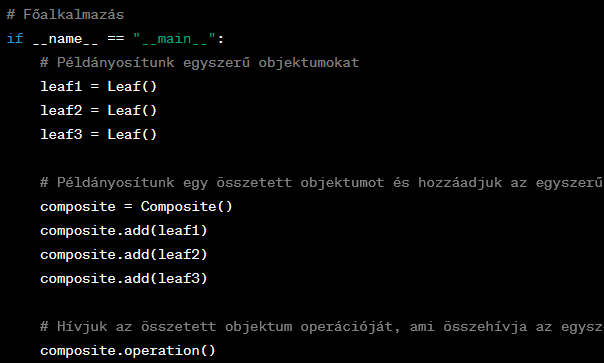 # Főalkalmazás
if __name__ == "__main__":
# Példányosítunk egyszerű objektumokat
leaf1 = Leaf()
leaf2 = Leaf()
leaf3 = Leaf()
# Példányosítunk egy összetett objektumot és hozzáadjuk az egyszerű
composite = Composite()
composite.add(leaf1)
composite.add(leaf2)
composite.add(leaf3)
# Hívjuk az összetett objektum operációját, ami összehívja az
composite.operation()